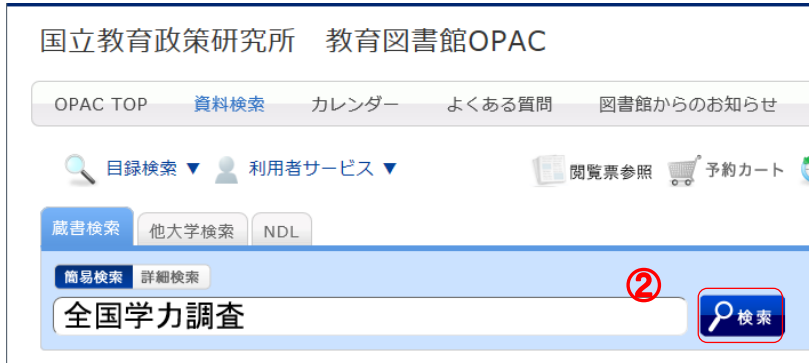 国立教育政策研究所　教育図書館OPAC
OPAC TOP　資料検索　カレンダー　よくある質問　図書館からのお知らせ
目録検索 ▼　利用者サービス ▼　閲覧票参照　予約カート
蔵書検索　他大学検索　NDL
簡易検索　詳細検索
②
全国学力調査　検索